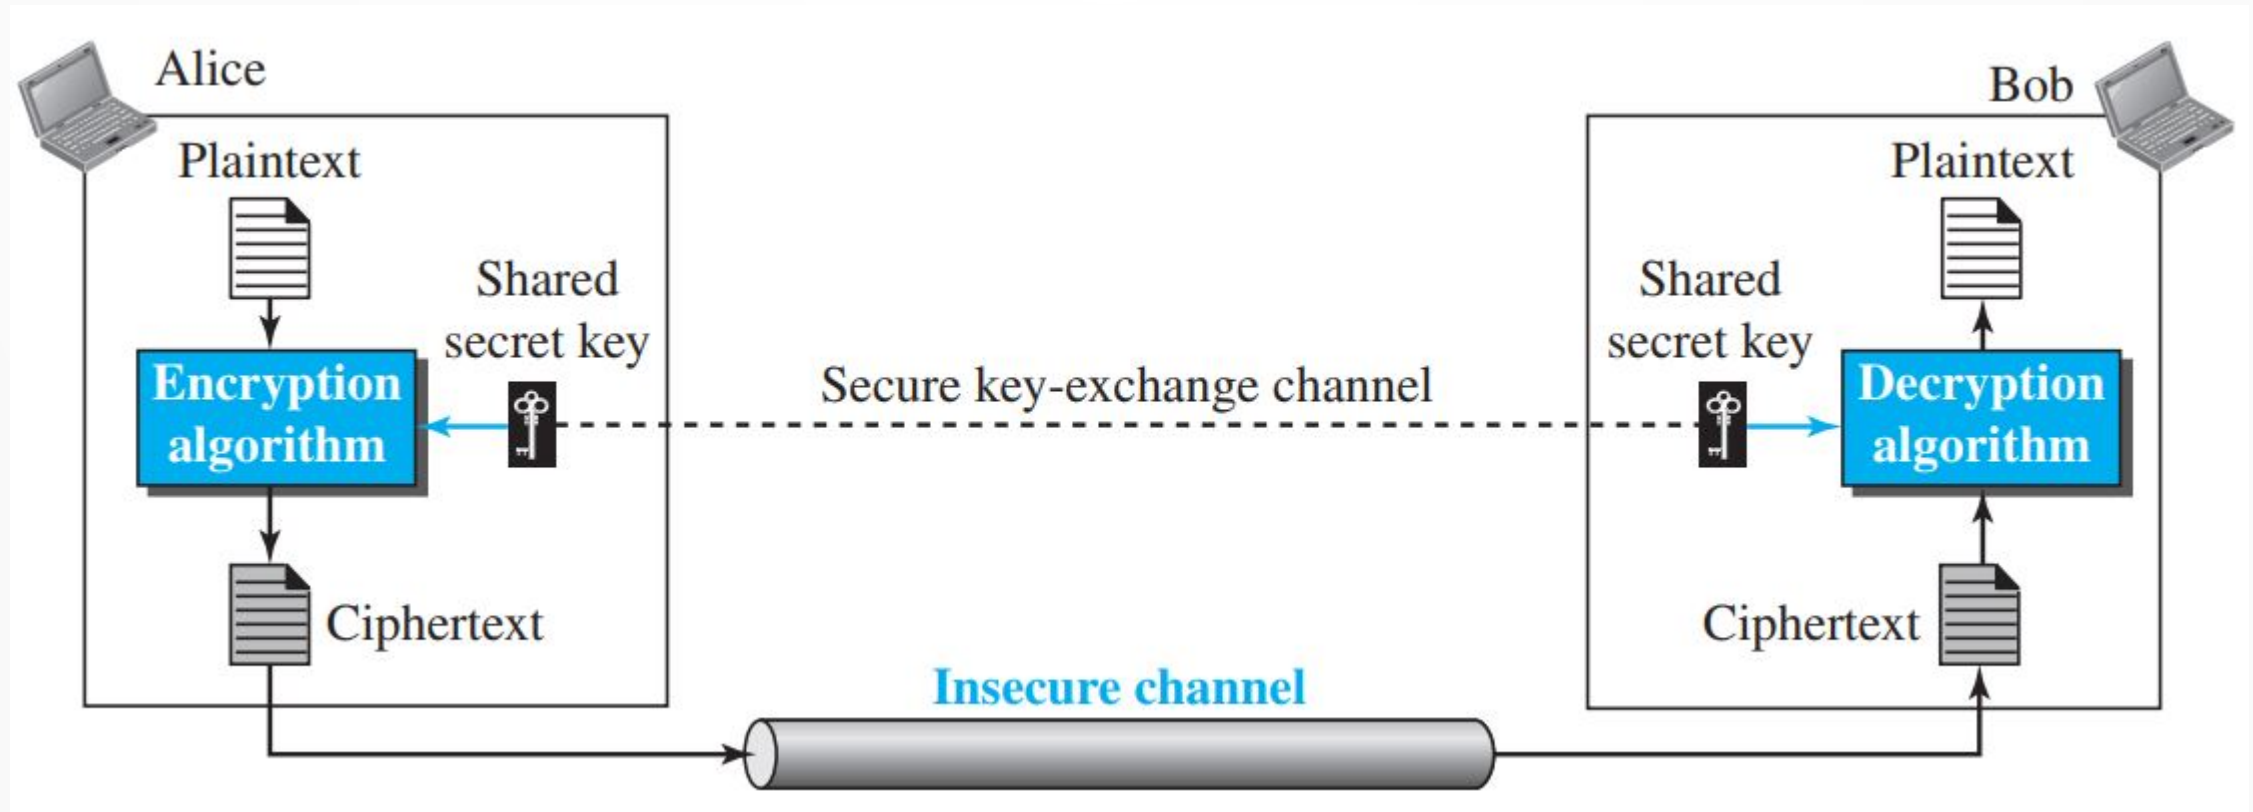 Alice
Plaintext
Shared
secret key
Encryption
algorithm
Ciphertext
Secure key-exchange channel
Insecure channel
Bob
Plaintext
Shared
secret key
Decryption
algorithm
Ciphertext